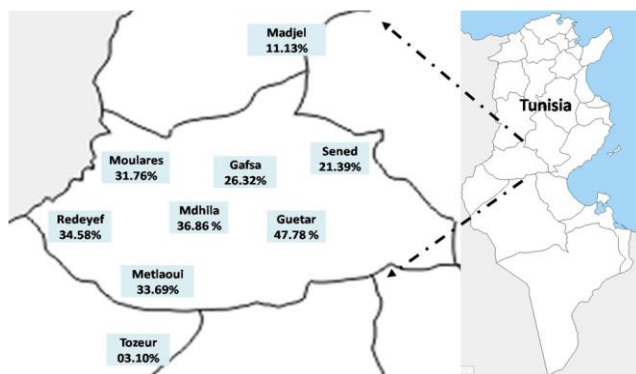 Madjel
11.13%
Tunisia
Moulares
31.76%
Gafsa
26.32%
Sened
21.39%
Redeyef
34.58%
Mdhila
36.86 %
Guetar
47.78 %
Metlaoui
33.69%
Tozeur
03.10%